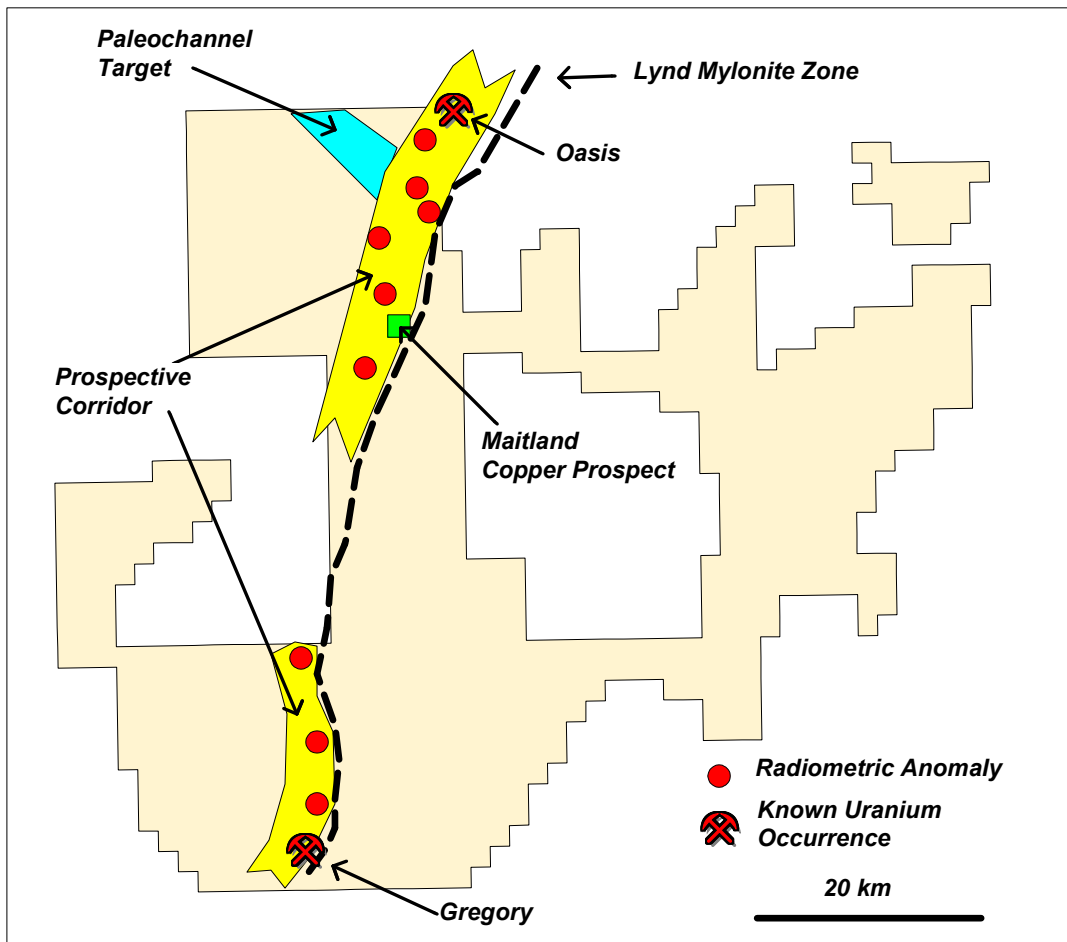 Paleochannel
Target
Lynd Mylonite Zone
Oasis
Prospective
Corridor
Maitland
Copper Prospect
Radiometric Anomaly
Known Uranium
Occurrence
20 km
Gregory